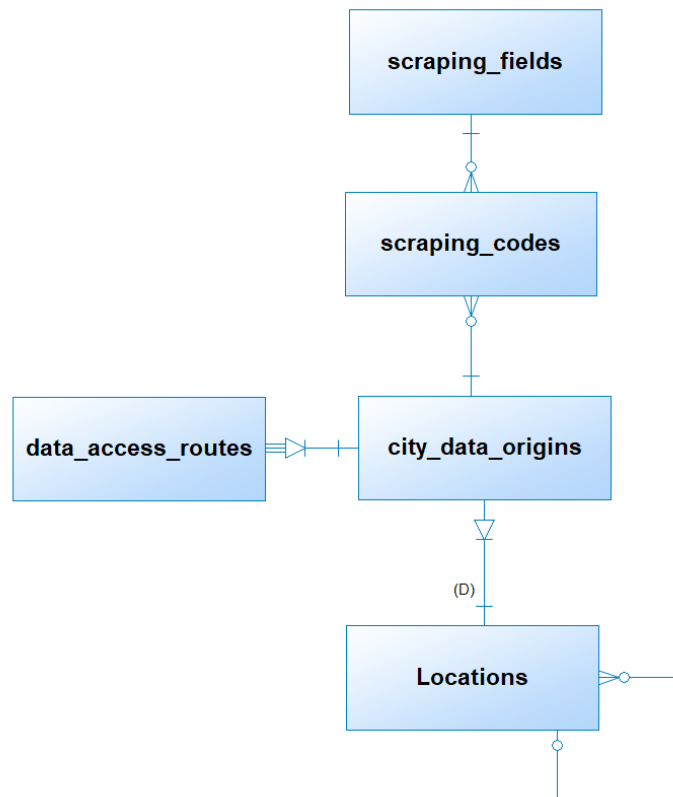 scraping_fields
scraping_codes
data_access_routes
city_data_origins
(D)
Locations